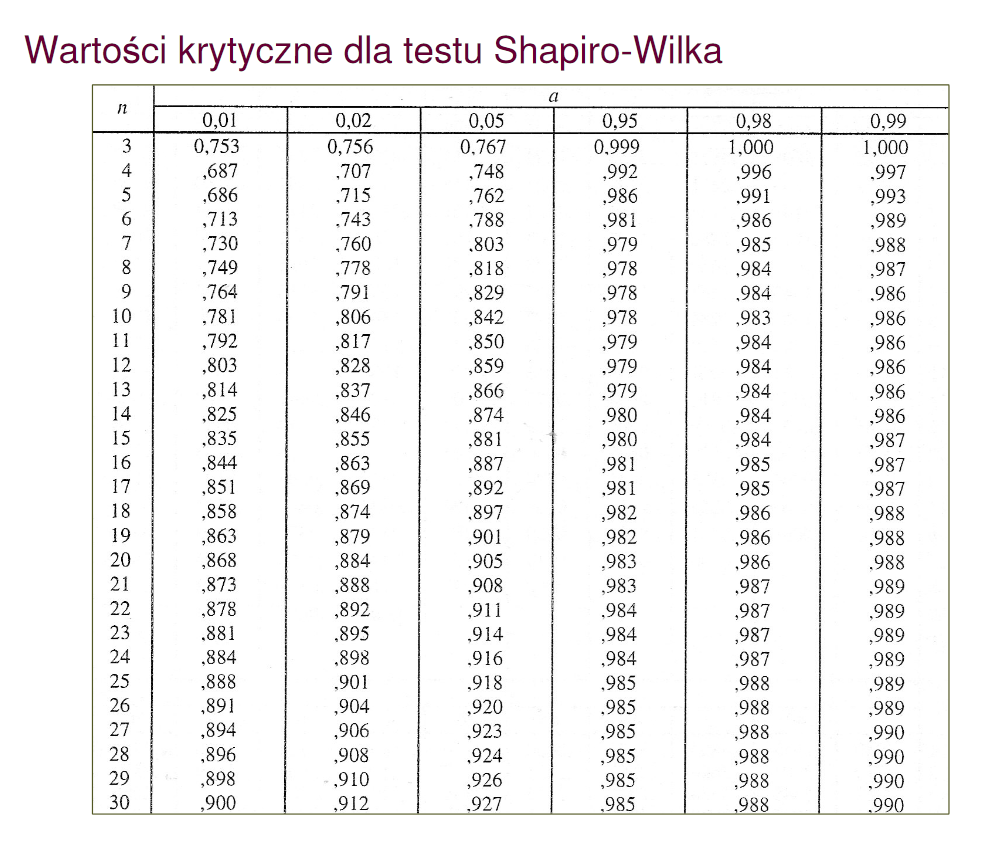 Wartości krytyczne dla testu Shapiro-Wilka
n a
0,01 0,02 0,05 0,95 0,98 0,99
3 0,753 0,756 0,767 0,999 1,000 1,000
4 ,687 ,707 ,748 ,992 ,996 ,997
5 ,686 ,715 ,762 ,986 ,991 ,993
6 ,713 ,743 ,788 ,981 ,986 ,989
7 ,730 ,760 ,803 ,979 ,985 ,988
8 ,749 ,778 ,818 ,978 ,984 ,987
9 ,764 ,791 ,829 ,978 ,984 ,986
10 ,781 ,806 ,842 ,978 ,983 ,986
11 ,792 ,817 ,850 ,979 ,984 ,986
12 ,803 ,828 ,859 ,979 ,984 ,986
13 ,814 ,837 ,866 ,979 ,984 ,986
14 ,825 ,846 ,874 ,980 ,984 ,986
15 ,835 ,855 ,881 ,980 ,984 ,987
16 ,844 ,863 ,887 ,981 ,985 ,987
17 ,851 ,869 ,892 ,981 ,985 ,987
18 ,858 ,874 ,897 ,982 ,986 ,988
19 ,863 ,879 ,901 ,982 ,986 ,988
20 ,868 ,884 ,905 ,983 ,986 ,988
21 ,873 ,888 ,908 ,983 ,987 ,989
22 ,878 ,892 ,911 ,984 ,987 ,989
23 ,881 ,895 ,914 ,984 ,987 ,989
24 ,884 ,898 ,916 ,984 ,987 ,989
25 ,888 ,901 ,918 ,985 ,988 ,989
26 ,891 ,904 ,920 ,985 ,988 ,989
27 ,894 ,906 ,923 ,985 ,988 ,990
28 ,896 ,908 ,924 ,985 ,988 ,990
29 ,898 ,910 ,926 ,985 ,988 ,990
30 ,900 ,912 ,927 ,985 ,988 ,990